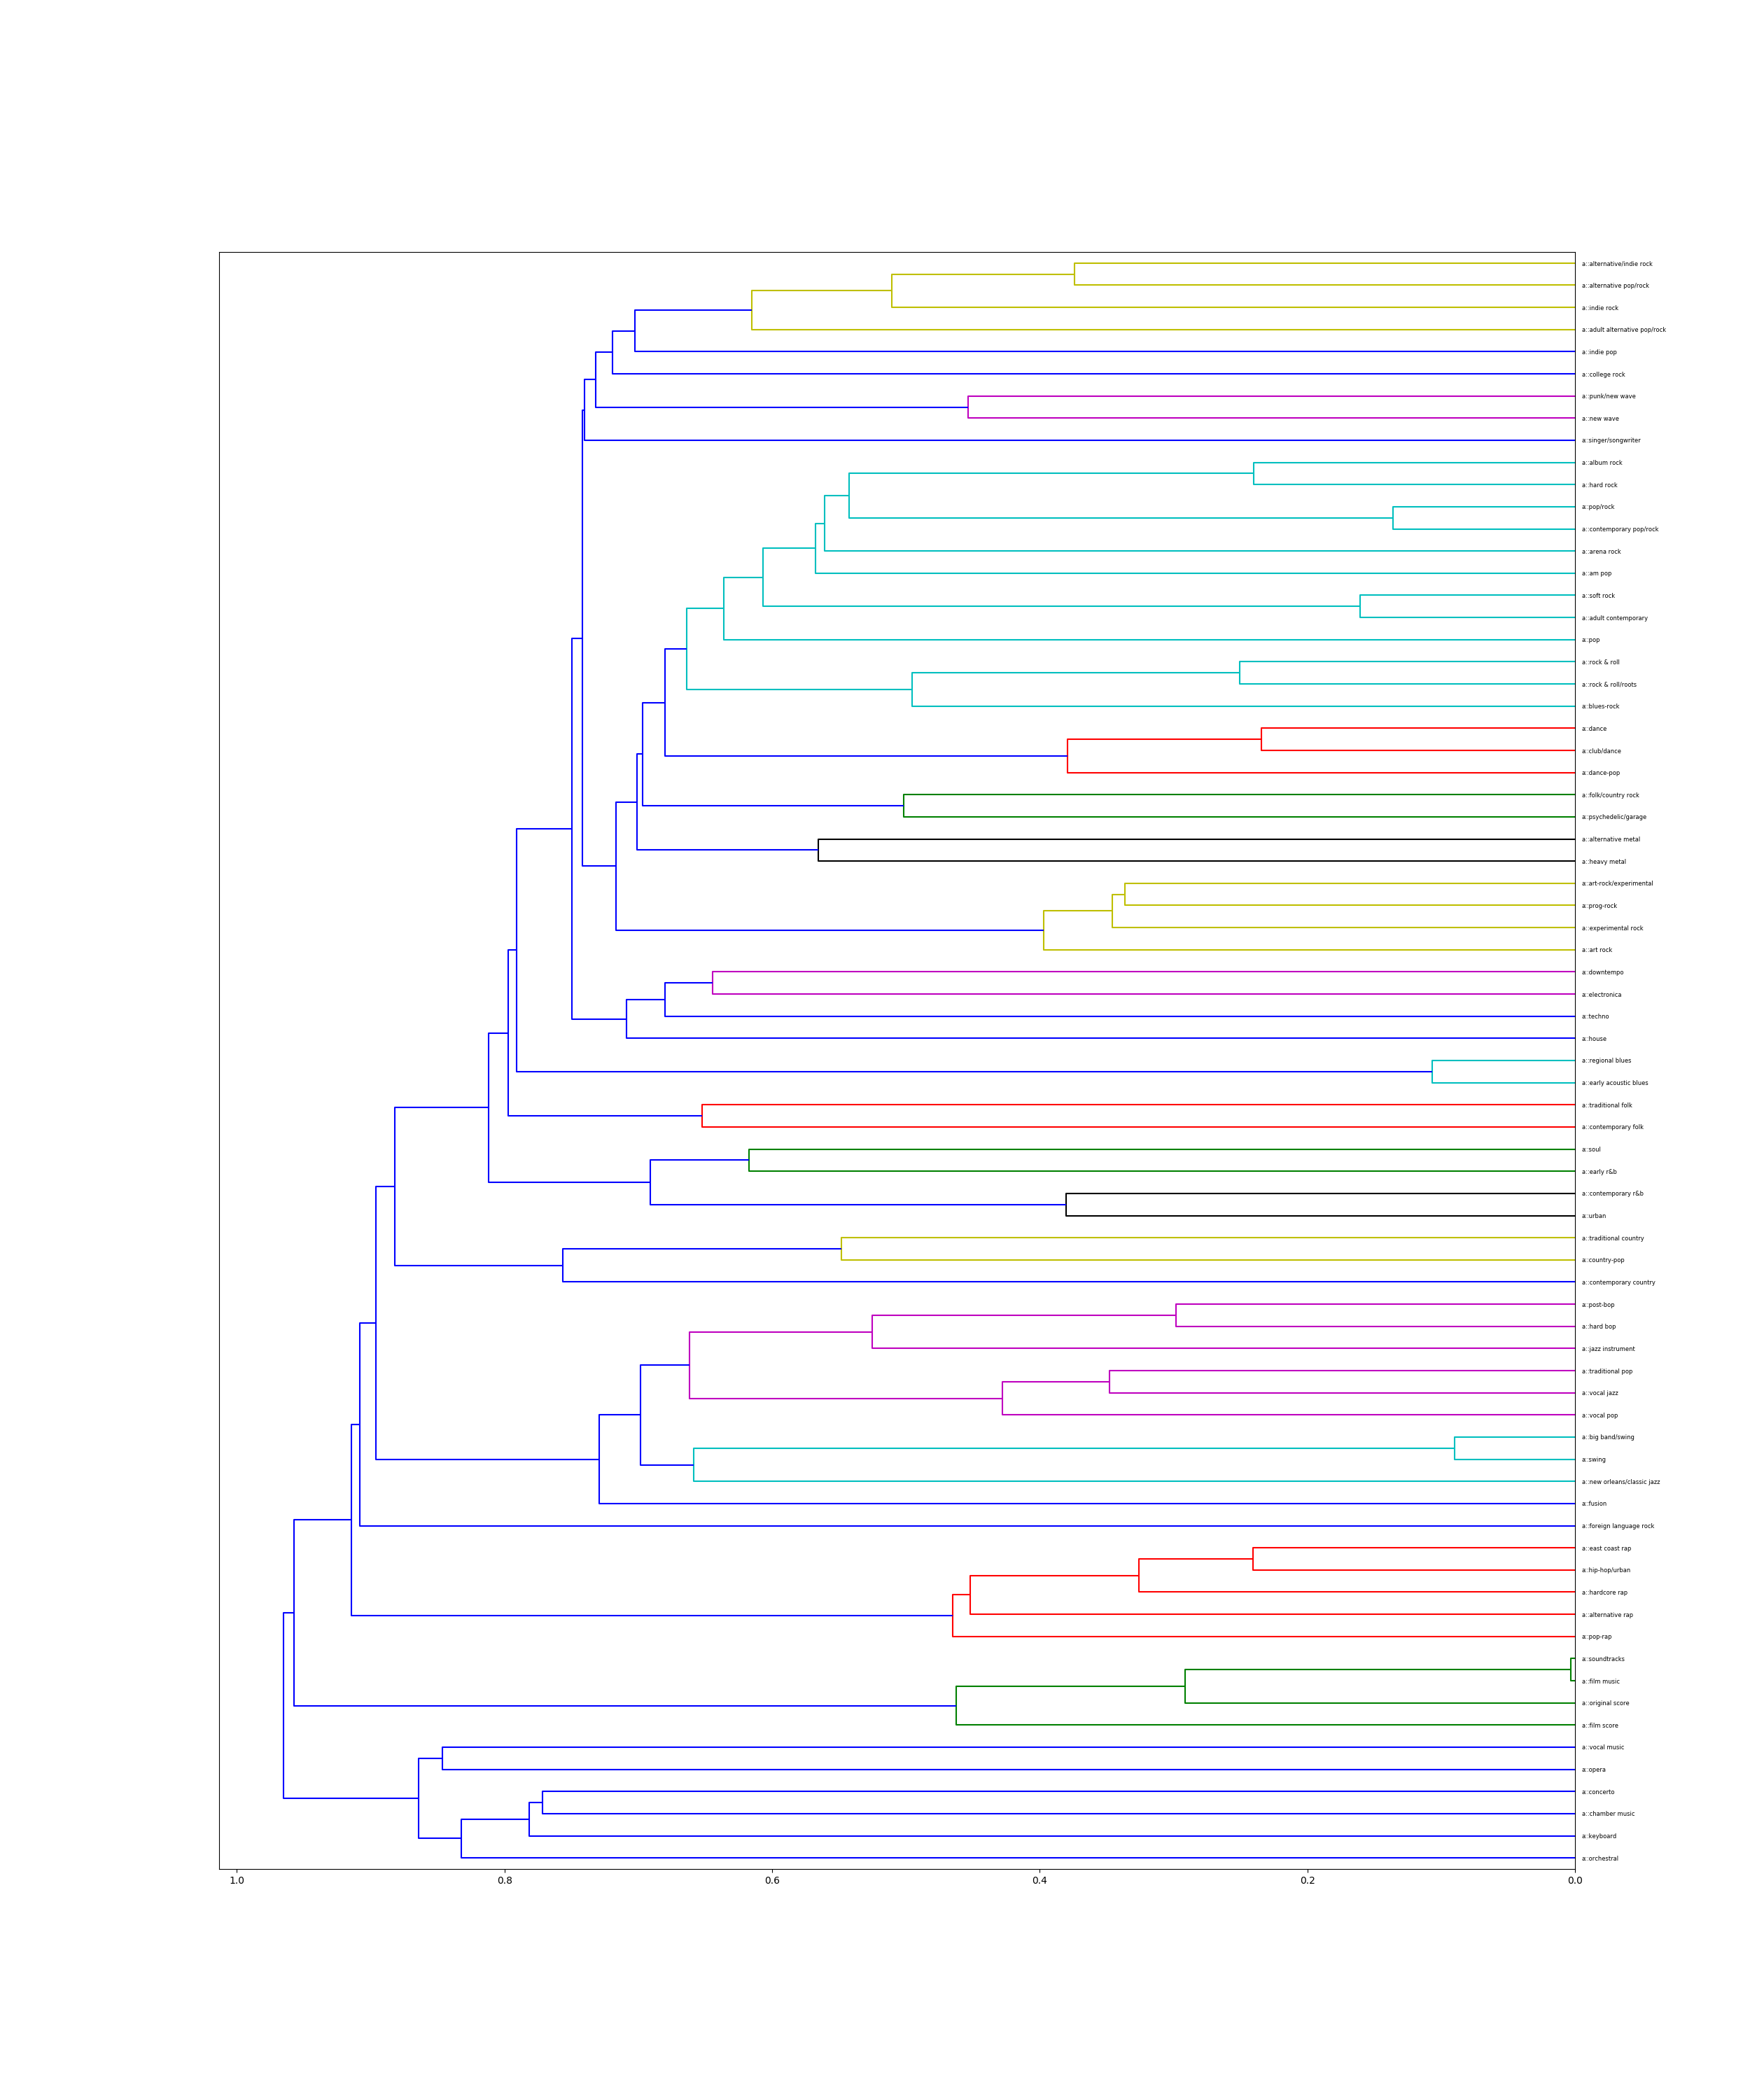 a::alternative/indie rock
a::alternative pop/rock
a::indie rock
a::adult alternative pop/rock
a::indie pop
a::college rock
a::punk/new wave
a::new wave
a::singer/songwriter
a::album rock
a::hard rock
a::pop/rock
a::contemporary pop/rock
a::arena rock
a::am pop
a::soft rock
a::adult contemporary
a::pop
a::rock & roll
a::rock & roll/roots
a::blues-rock
a::dance
a::club/dance
a::dance-pop
a::folk/country rock
a::psychedelic/garage
a::alternative metal
a::heavy metal
a::art-rock/experimental
a::prog-rock
a::experimental rock
a::art rock
a::downtempo
a::electronica
a::techno
a::house
a::regional blues
a::early acoustic blues
a::traditional folk
a::contemporary folk
a::soul
a::early r&b
a::contemporary r&b
a::urban
a::traditional country
a::country-pop
a::contemporary country
a::post-bop
a::hard bop
a::jazz instrument
a::traditional pop
a::vocal jazz
a::vocal pop
a::big band/swing
a::swing
a::new orleans/classic jazz
a::fusion
a::foreign language rock
a::east coast rap
a::hip-hop/urban
a::hardcore rap
a::alternative rap
a::pop-rap
a::soundtracks
a::film music
a::original score
a::film score
a::vocal music
a::opera
a::concerto
a::chamber music
a::keyboard
a::orchestral
1.0 0.8 0.6 0.4 0.2 0.0